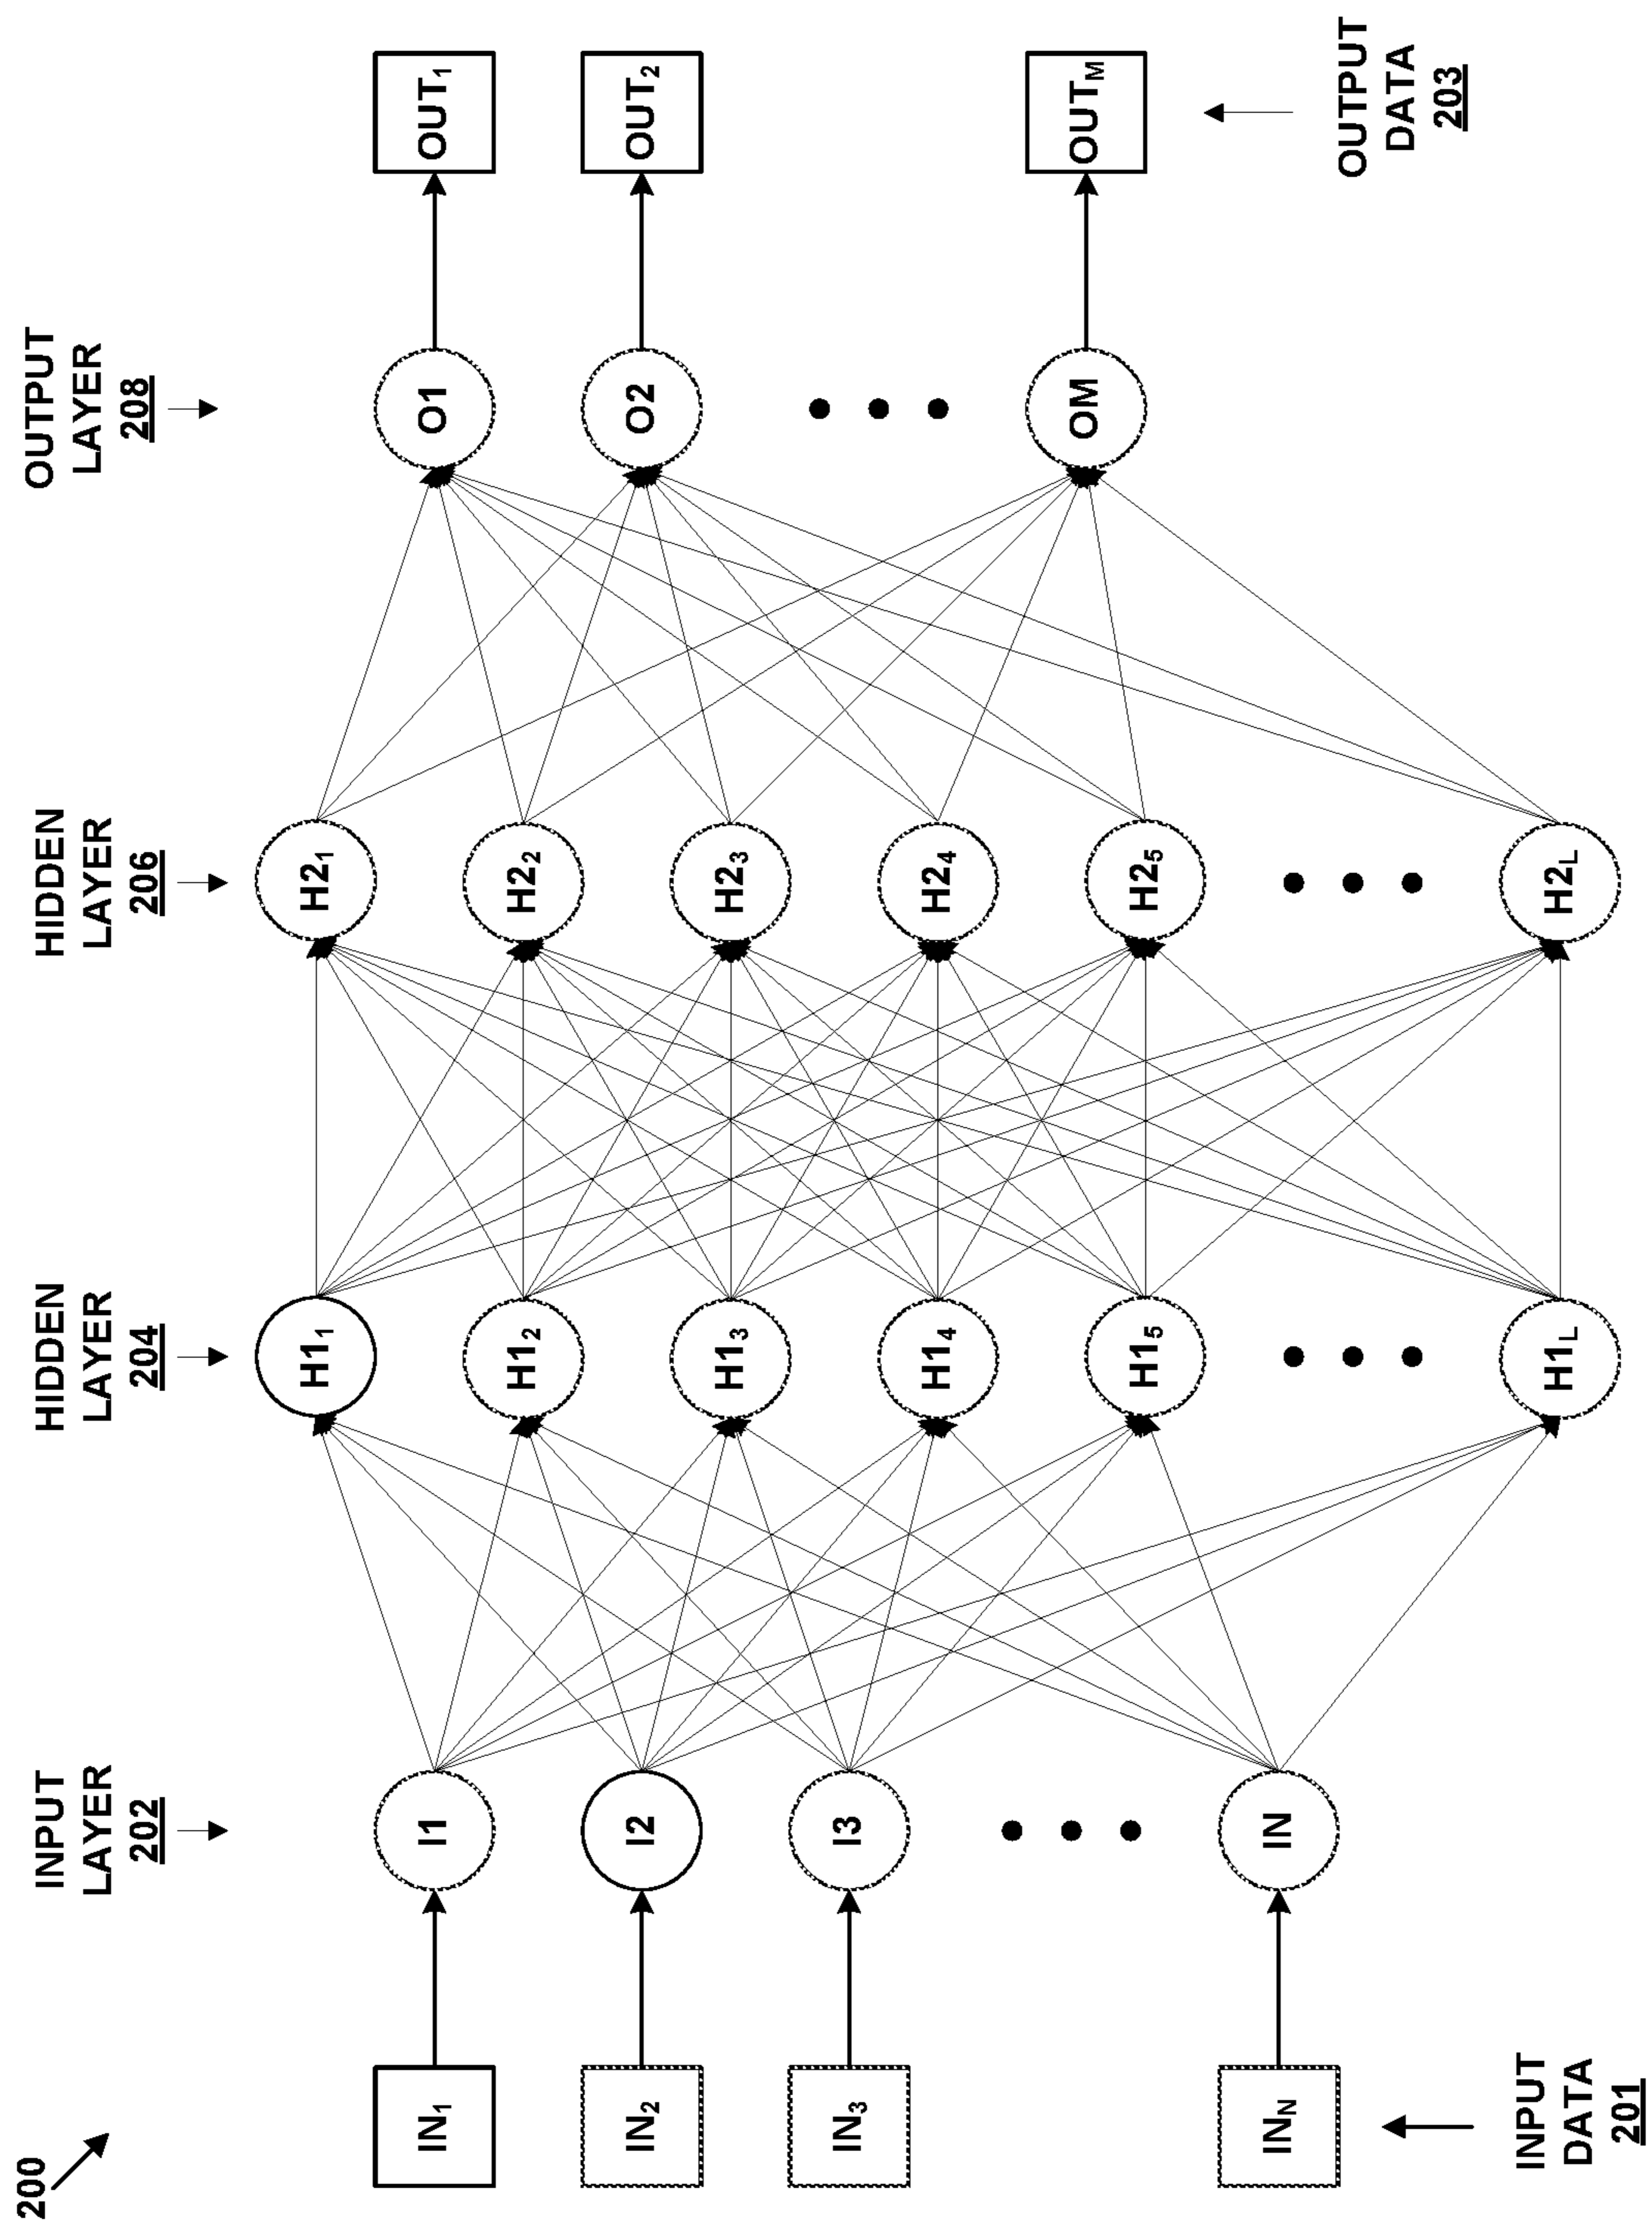 200
INPUT
LAYER
202
HIDDEN
LAYER
204
HIDDEN
LAYER
206
OUTPUT
LAYER
208
IN1
I1
H11
H21
O1
OUT1
IN2
I2
H12
H22
O2
OUT2
IN3
I3
H13
H23
H14
H24
INN
IN
H15
H25
OM
OUTM
H1L
H2L
INPUT
DATA
201
OUTPUT
DATA
203